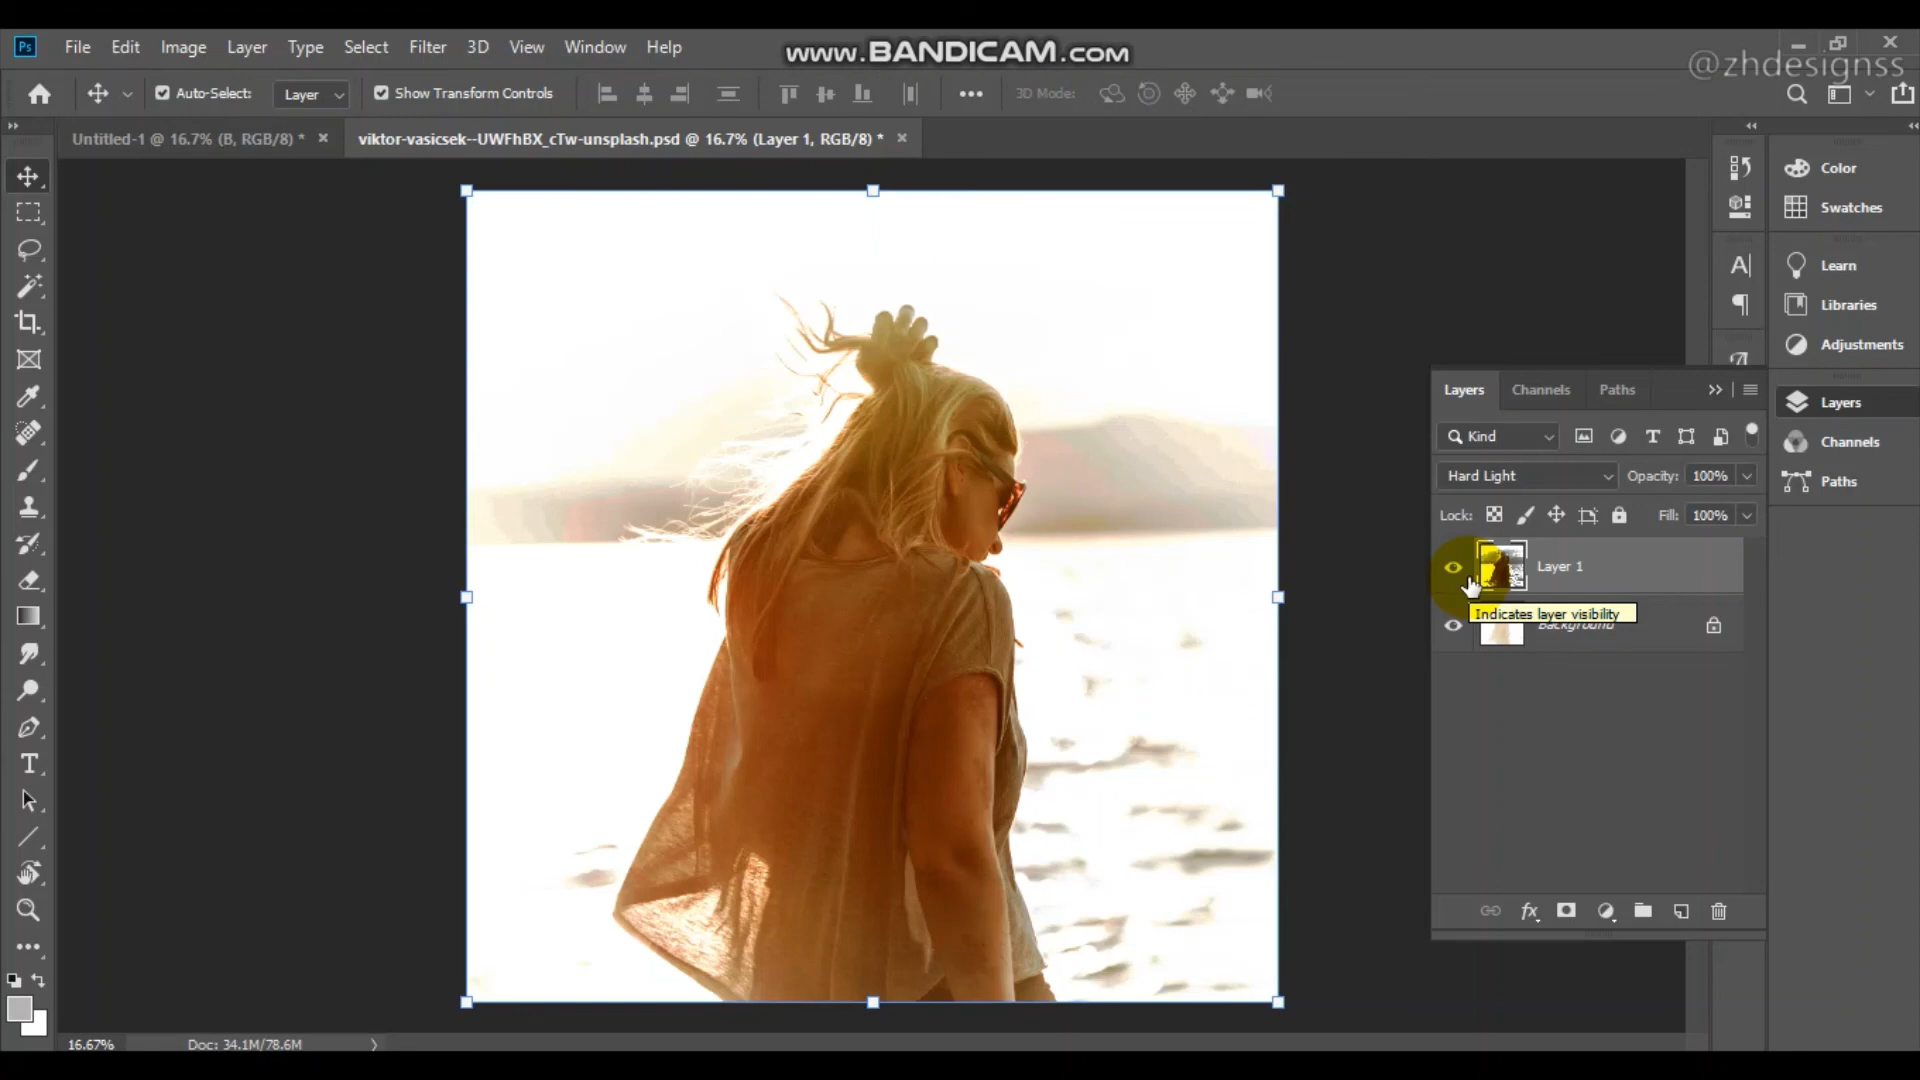 www.BANDICAM.com
@zhdesignss
Ps File Edit Image Layer Type Select Filter 3D View Window Help
Auto-Select: Layer Show Transform Controls 3D Mode:
Untitled-1 @ 16.7% (B, RGB/8) * viktor-vasicsek--UWFhBX_cTw-unsplash.psd @ 16.7% (Layer 1, RGB/8) *
Color
Swatches
Learn
Libraries
Adjustments
Layers
Channels
Paths
Layers Channels Paths
Kind
Hard Light Opacity: 100%
Lock: Fill: 100%
Layer 1
Indicates layer visibility
Background
fx
16.67% Doc: 34.1M/78.6M